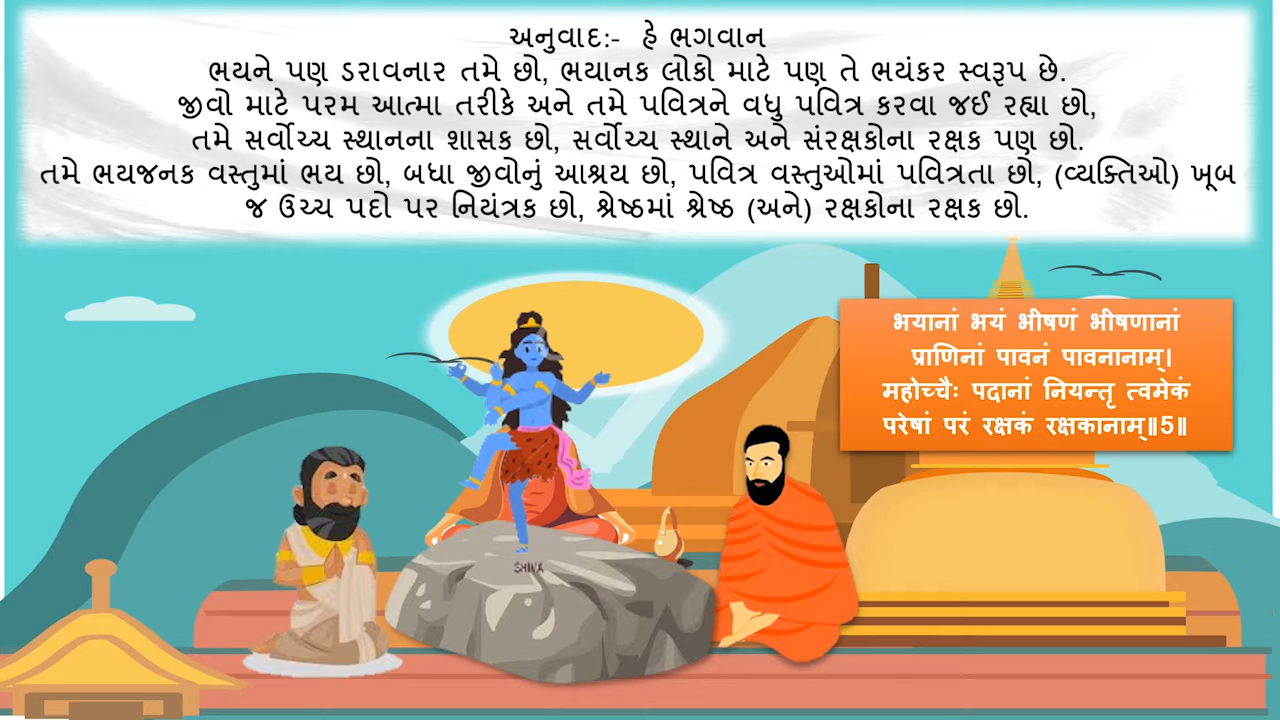 અનુવાદ:- હે ભગવાન
ભયને પણ ડરાવનાર તમે છો, ભયાનક લોકો માટે પણ તે ભયંકર સ્વરૂપ છે.
જીવો માટે પરમ આત્મા તરીકે અને તમે પવિત્રને વધુ પવિત્ર કરવા જઈ રહ્યા છો,
તમે સર્વોચ્ચ સ્થાનના શાસક છો, સર્વોચ્ચ સ્થાને અને સંરક્ષકોના રક્ષક પણ છો.
તમે ભયજનક વસ્તુમાં ભય છો, બધા જીવોનું આશ્રય છો, પવિત્ર વસ્તુઓમાં પવિત્રતા છો, (વ્યક્તિઓ) ખૂબ
જ ઉચ્ચ પદો પર નિયંત્રક છો, શ્રેષ્ઠમાં શ્રેષ્ઠ (અને) રક્ષકોના રક્ષક છો.
भयानां भयं भीषणं भीषणानां
प्राणिनां पावनं पावनानाम्।
महोच्चैः पदानां नियन्तृ त्वमेकं
परेषां परं रक्षकं रक्षकानाम्॥5॥
SHIVA